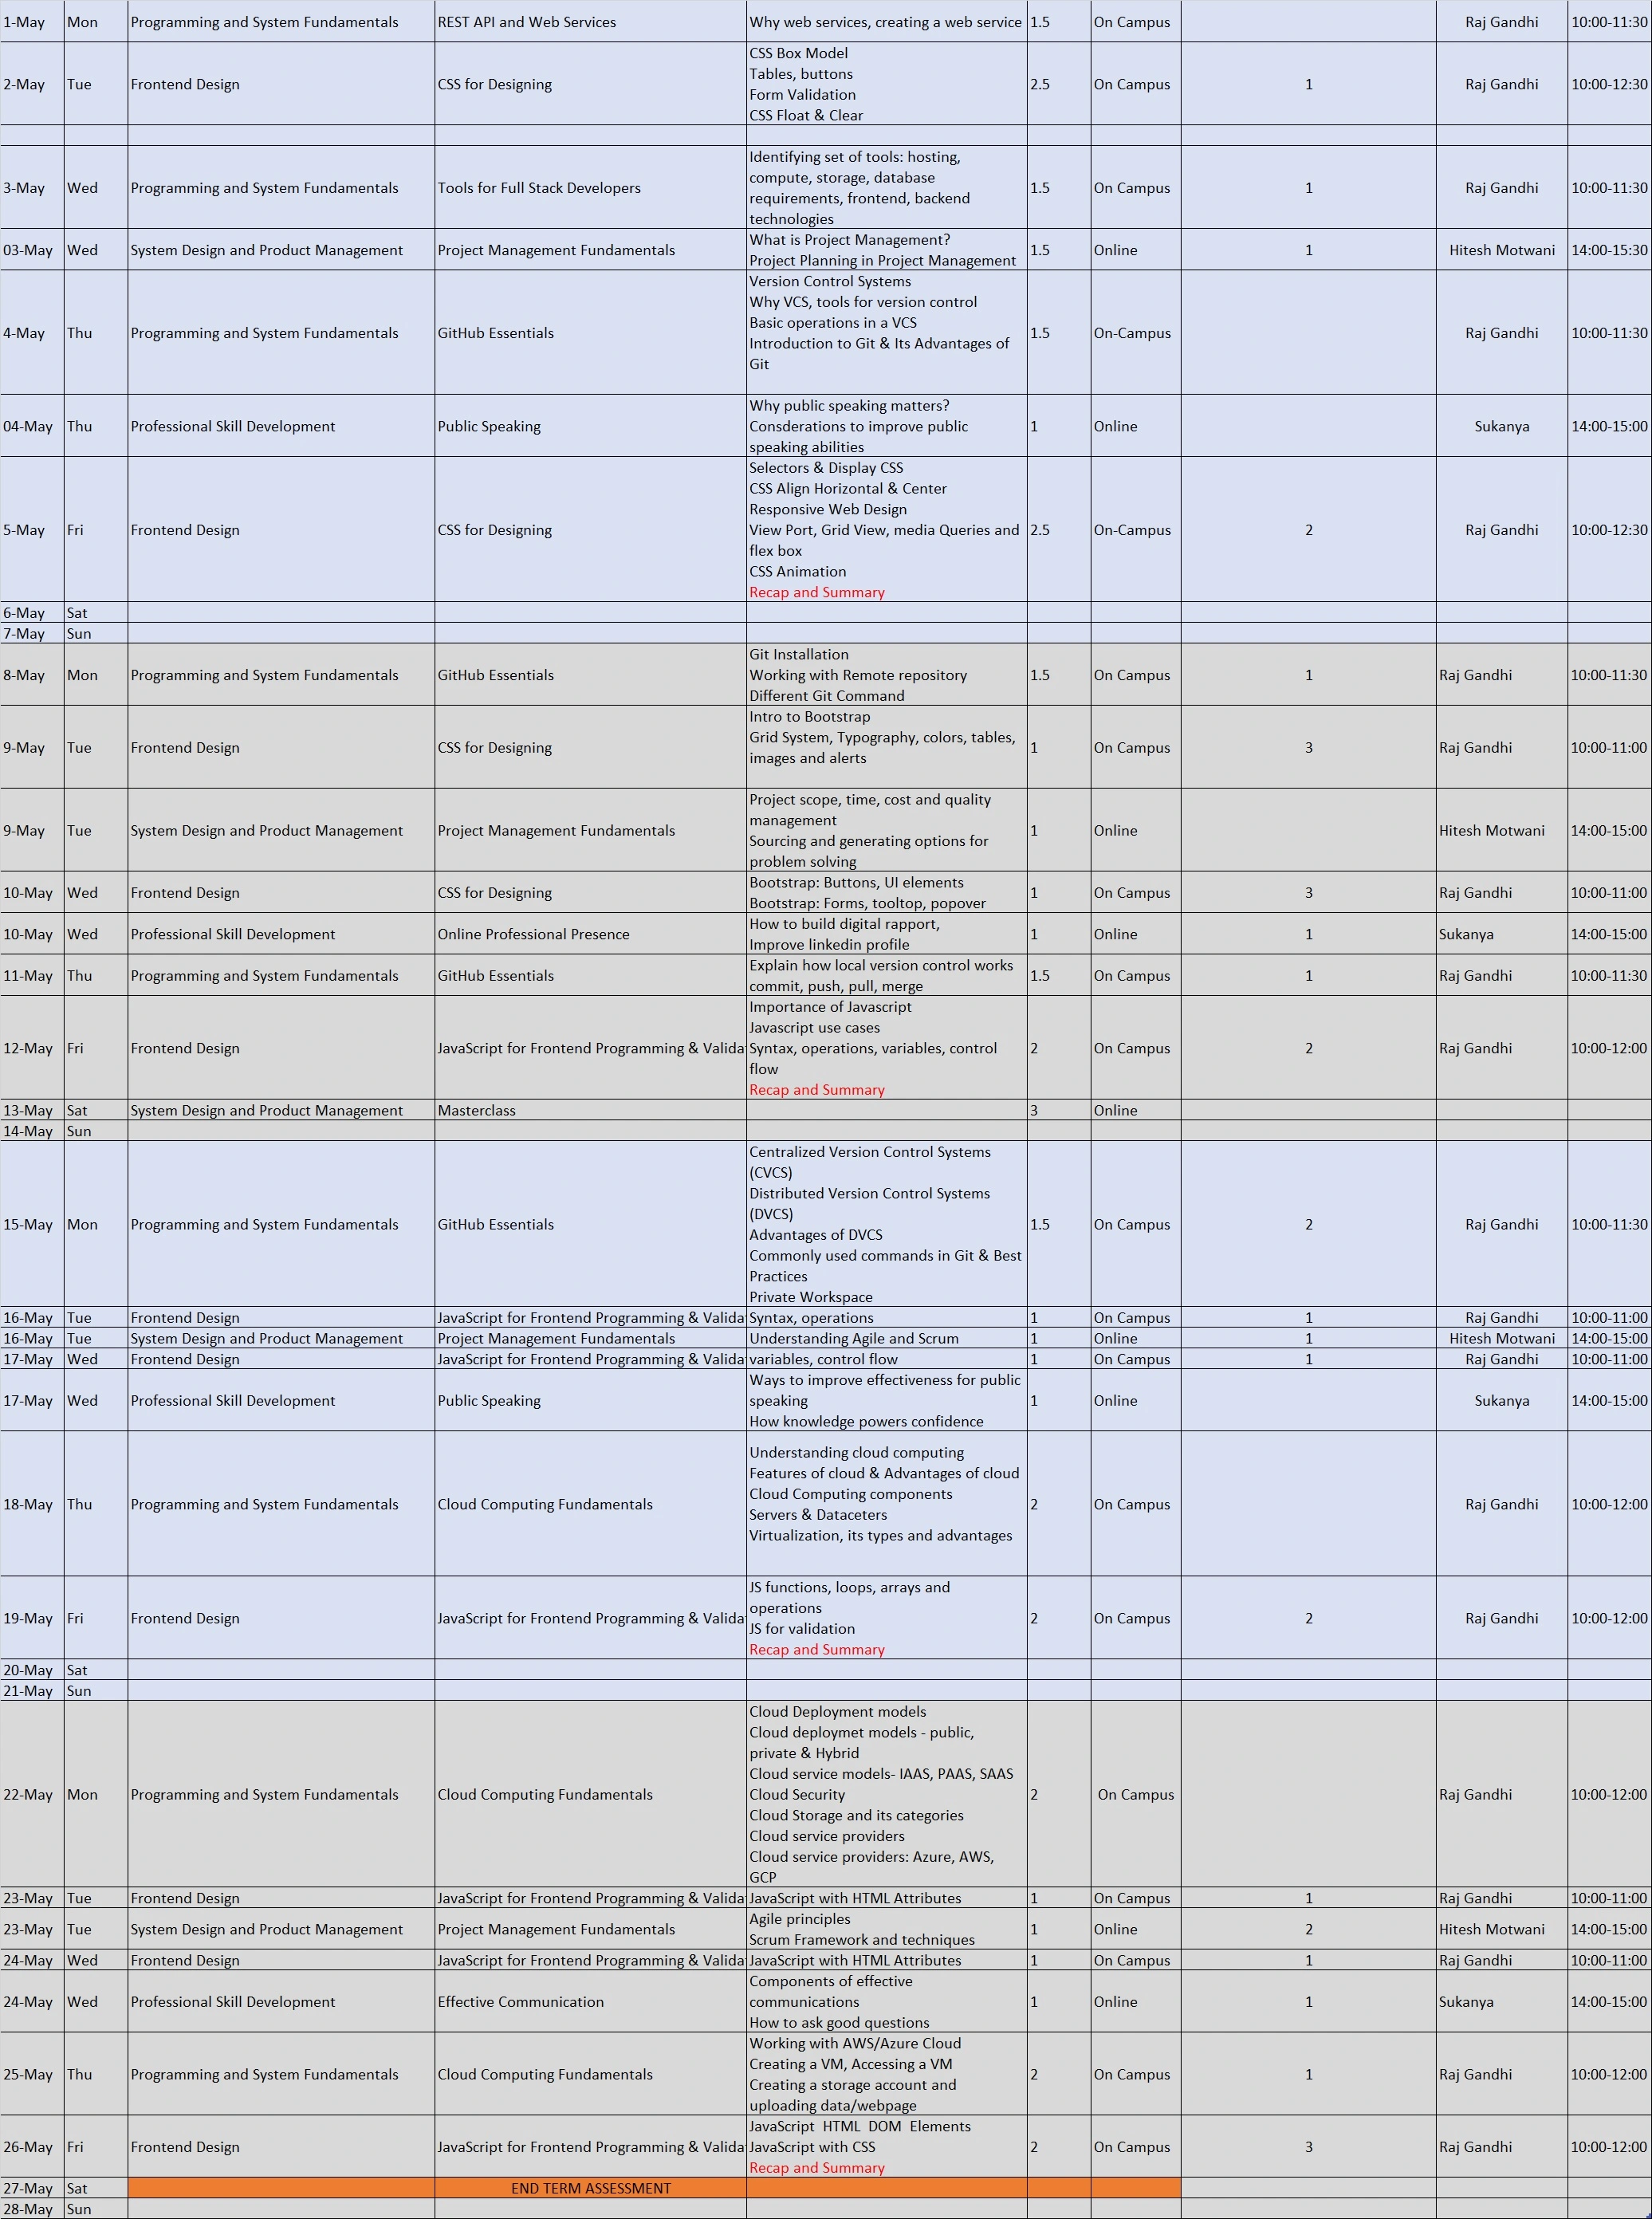 1-May Mon Programming and System Fundamentals REST API and Web Services Why web services, creating a web service 1.5 On Campus Raj Gandhi 10:00-11:30
2-May Tue Frontend Design CSS for Designing CSS Box Model
Tables, buttons
Form Validation
CSS Float & Clear 2.5 On Campus 1 Raj Gandhi 10:00-12:30
3-May Wed Programming and System Fundamentals Tools for Full Stack Developers Identifying set of tools: hosting,
compute, storage, database
requirements, frontend, backend
technologies 1.5 On Campus 1 Raj Gandhi 10:00-11:30
03-May Wed System Design and Product Management Project Management Fundamentals What is Project Management?
Project Planning in Project Management 1.5 Online 1 Hitesh Motwani 14:00-15:30
4-May Thu Programming and System Fundamentals GitHub Essentials Version Control Systems
Why VCS, tools for version control
Basic operations in a VCS
Introduction to Git & Its Advantages of
Git 1.5 On-Campus Raj Gandhi 10:00-11:30
04-May Thu Professional Skill Development Public Speaking Why public speaking matters?
Consderations to improve public
speaking abilities 1 Online Sukanya 14:00-15:00
5-May Fri Frontend Design CSS for Designing Selectors & Display CSS
CSS Align Horizontal & Center
Responsive Web Design
View Port, Grid View, media Queries and
flex box
CSS Animation
Recap and Summary 2.5 On-Campus 2 Raj Gandhi 10:00-12:30
6-May Sat
7-May Sun
8-May Mon Programming and System Fundamentals GitHub Essentials Git Installation
Working with Remote repository
Different Git Command 1.5 On Campus 1 Raj Gandhi 10:00-11:30
9-May Tue Frontend Design CSS for Designing Intro to Bootstrap
Grid System, Typography, colors, tables,
images and alerts 1 On Campus 3 Raj Gandhi 10:00-11:00
9-May Tue System Design and Product Management Project Management Fundamentals Project scope, time, cost and quality
management
Sourcing and generating options for
problem solving 1 Online Hitesh Motwani 14:00-15:00
10-May Wed Frontend Design CSS for Designing Bootstrap: Buttons, UI elements
Bootstrap: Forms, tooltop, popover 1 On Campus 3 Raj Gandhi 10:00-11:00
10-May Wed Professional Skill Development Online Professional Presence How to build digital rapport,
Improve linkedin profile 1 Online 1 Sukanya 14:00-15:00
11-May Thu Programming and System Fundamentals GitHub Essentials Explain how local version control works
commit, push, pull, merge 1.5 On Campus 1 Raj Gandhi 10:00-11:30
12-May Fri Frontend Design JavaScript for Frontend Programming & Valida Importance of Javascript
Javascript use cases
Syntax, operations, variables, control
flow
Recap and Summary 2 On Campus 2 Raj Gandhi 10:00-12:00
13-May Sat System Design and Product Management Masterclass 3 Online
14-May Sun
15-May Mon Programming and System Fundamentals GitHub Essentials Centralized Version Control Systems
(CVCS)
Distributed Version Control Systems
(DVCS)
Advantages of DVCS
Commonly used commands in Git & Best
Practices
Private Workspace 1.5 On Campus 2 Raj Gandhi 10:00-11:30
16-May Tue Frontend Design JavaScript for Frontend Programming & Valida Syntax, operations 1 On Campus 1 Raj Gandhi 10:00-11:00
16-May Tue System Design and Product Management Project Management Fundamentals Understanding Agile and Scrum 1 Online 1 Hitesh Motwani 14:00-15:00
17-May Wed Frontend Design JavaScript for Frontend Programming & Valida variables, control flow 1 On Campus 1 Raj Gandhi 10:00-11:00
17-May Wed Professional Skill Development Public Speaking Ways to improve effectiveness for public
speaking
How knowledge powers confidence 1 Online Sukanya 14:00-15:00
18-May Thu Programming and System Fundamentals Cloud Computing Fundamentals Understanding cloud computing
Features of cloud & Advantages of cloud
Cloud Computing components
Servers & Dataceters
Virtualization, its types and advantages 2 On Campus Raj Gandhi 10:00-12:00
19-May Fri Frontend Design JavaScript for Frontend Programming & Valida JS functions, loops, arrays and
operations
JS for validation
Recap and Summary 2 On Campus 2 Raj Gandhi 10:00-12:00
20-May Sat
21-May Sun
22-May Mon Programming and System Fundamentals Cloud Computing Fundamentals Cloud Deployment models
Cloud deploymet models - public,
private & Hybrid
Cloud service models- IAAS, PAAS, SAAS
Cloud Security
Cloud Storage and its categories
Cloud service providers
Cloud service providers: Azure, AWS,
GCP 2 On Campus Raj Gandhi 10:00-12:00
23-May Tue Frontend Design JavaScript for Frontend Programming & Valida JavaScript with HTML Attributes 1 On Campus 1 Raj Gandhi 10:00-11:00
23-May Tue System Design and Product Management Project Management Fundamentals Agile principles
Scrum Framework and techniques 1 Online 2 Hitesh Motwani 14:00-15:00
24-May Wed Frontend Design JavaScript for Frontend Programming & Valida JavaScript with HTML Attributes 1 On Campus 1 Raj Gandhi 10:00-11:00
24-May Wed Professional Skill Development Effective Communication Components of effective
communications
How to ask good questions 1 Online 1 Sukanya 14:00-15:00
25-May Thu Programming and System Fundamentals Cloud Computing Fundamentals Working with AWS/Azure Cloud
Creating a VM, Accessing a VM
Creating a storage account and
uploading data/webpage 2 On Campus 1 Raj Gandhi 10:00-12:00
26-May Fri Frontend Design JavaScript for Frontend Programming & Valida JavaScript HTML DOM Elements
JavaScript with CSS
Recap and Summary 2 On Campus 3 Raj Gandhi 10:00-12:00
27-May Sat END TERM ASSESSMENT
28-May Sun